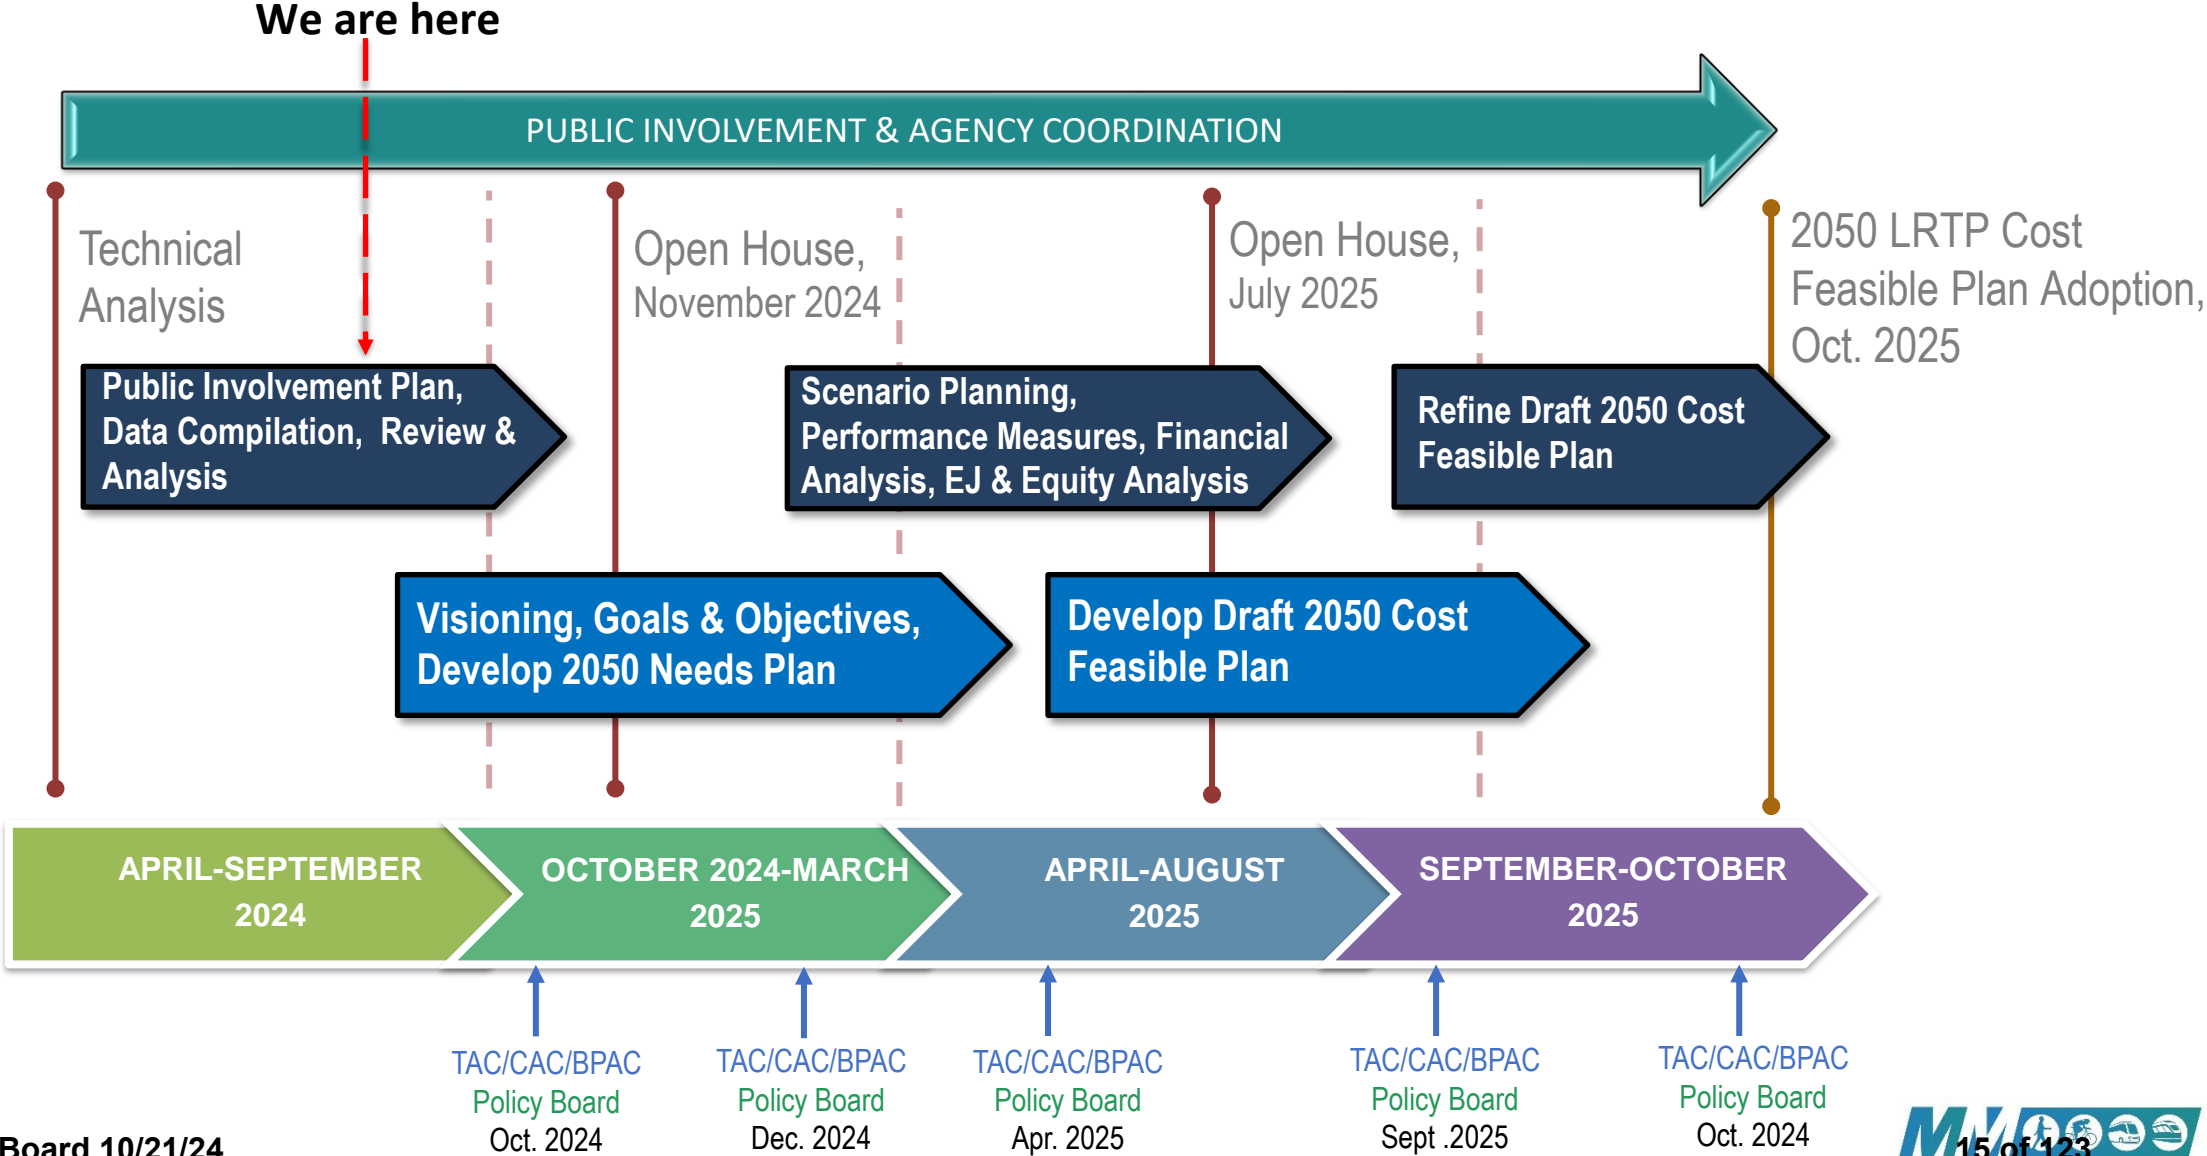 We are here
PUBLIC INVOLVEMENT & AGENCY COORDINATION
Technical
Analysis
Open House,
November 2024
Open House,
July 2025
2050 LRTP Cost
Feasible Plan Adoption,
Oct. 2025
Public Involvement Plan,
Data Compilation, Review &
Analysis
Scenario Planning,
Performance Measures, Financial
Analysis, EJ & Equity Analysis
Refine Draft 2050 Cost
Feasible Plan
Visioning, Goals & Objectives,
Develop 2050 Needs Plan
Develop Draft 2050 Cost
Feasible Plan
APRIL-SEPTEMBER
2024
OCTOBER 2024-MARCH
2025
APRIL-AUGUST
2025
SEPTEMBER-OCTOBER
2025
TAC/CAC/BPAC
Policy Board
Oct. 2024
TAC/CAC/BPAC
Policy Board
Dec. 2024
TAC/CAC/BPAC
Policy Board
Apr. 2025
TAC/CAC/BPAC
Policy Board
Sept .2025
TAC/CAC/BPAC
Policy Board
Oct. 2024
Board 10/21/24
15 of 123